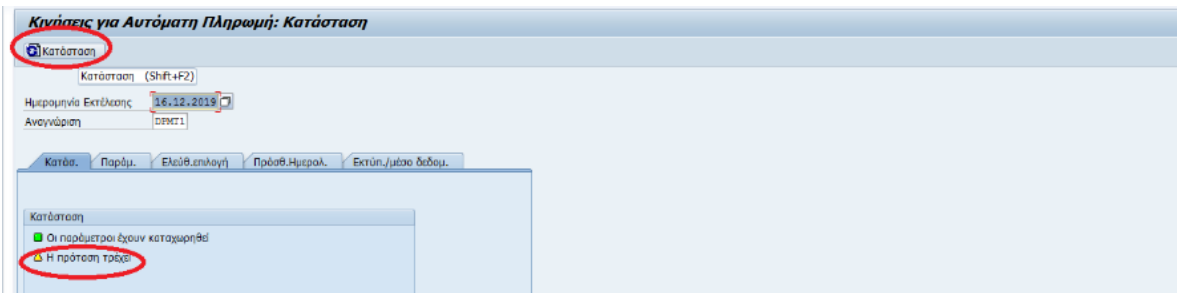 Κινήσεις για Αυτόματη Πληρωμή: Κατάσταση
Κατάσταση
Κατάσταση (Shift+F2)
Ημερομηνία Εκτέλεσης 16.12.2019
Αναγνώριση DPMT1
Κατάσ. Παράμ. Ελεύθ.επιλογή Πρόσθ.Ημερολ. Εκτύπ./μέσο δεδομ.
Κατάσταση
Οι παράμετροι έχουν καταχωρηθεί
Η πρόταση τρέχει